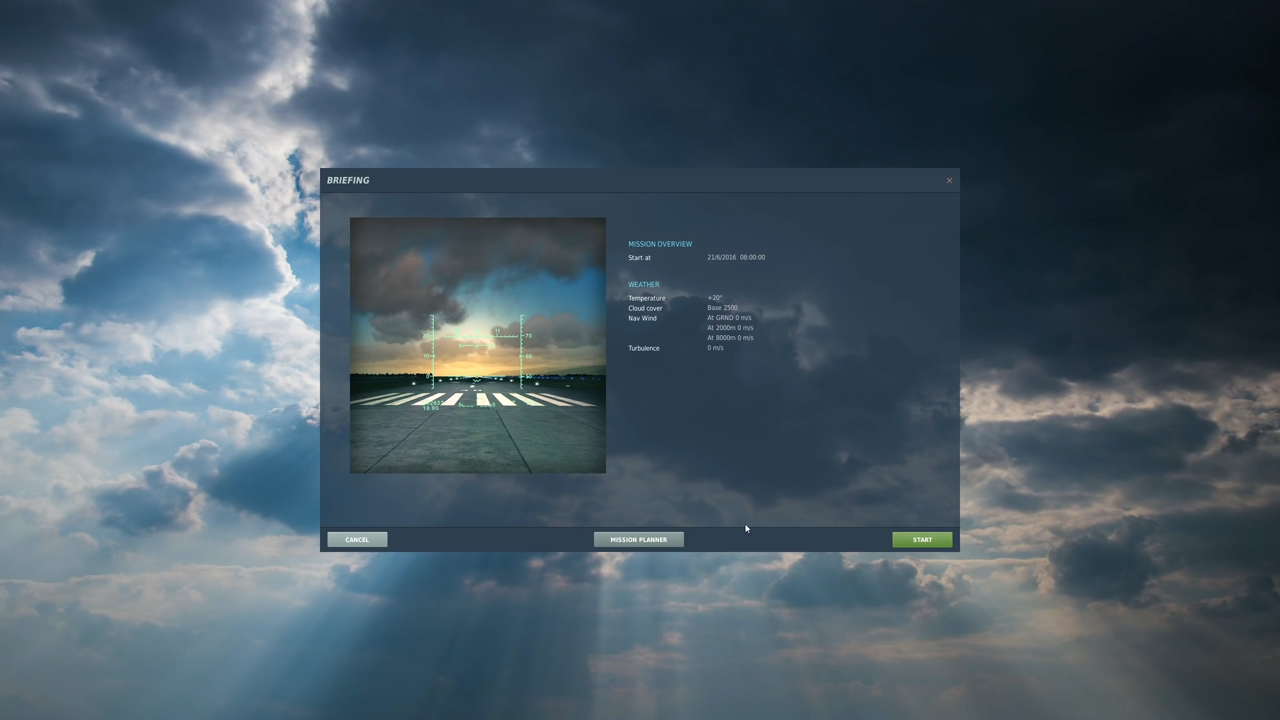 BRIEFING
MISSION OVERVIEW
Start at 21/6/2016 08:00:00
WEATHER
Temperature +20°
Cloud cover Base 2500
Nav Wind At GRND 0 m/s
At 2000m 0 m/s
At 8000m 0 m/s
Turbulence 0 m/s
CANCEL
MISSION PLANNER
START